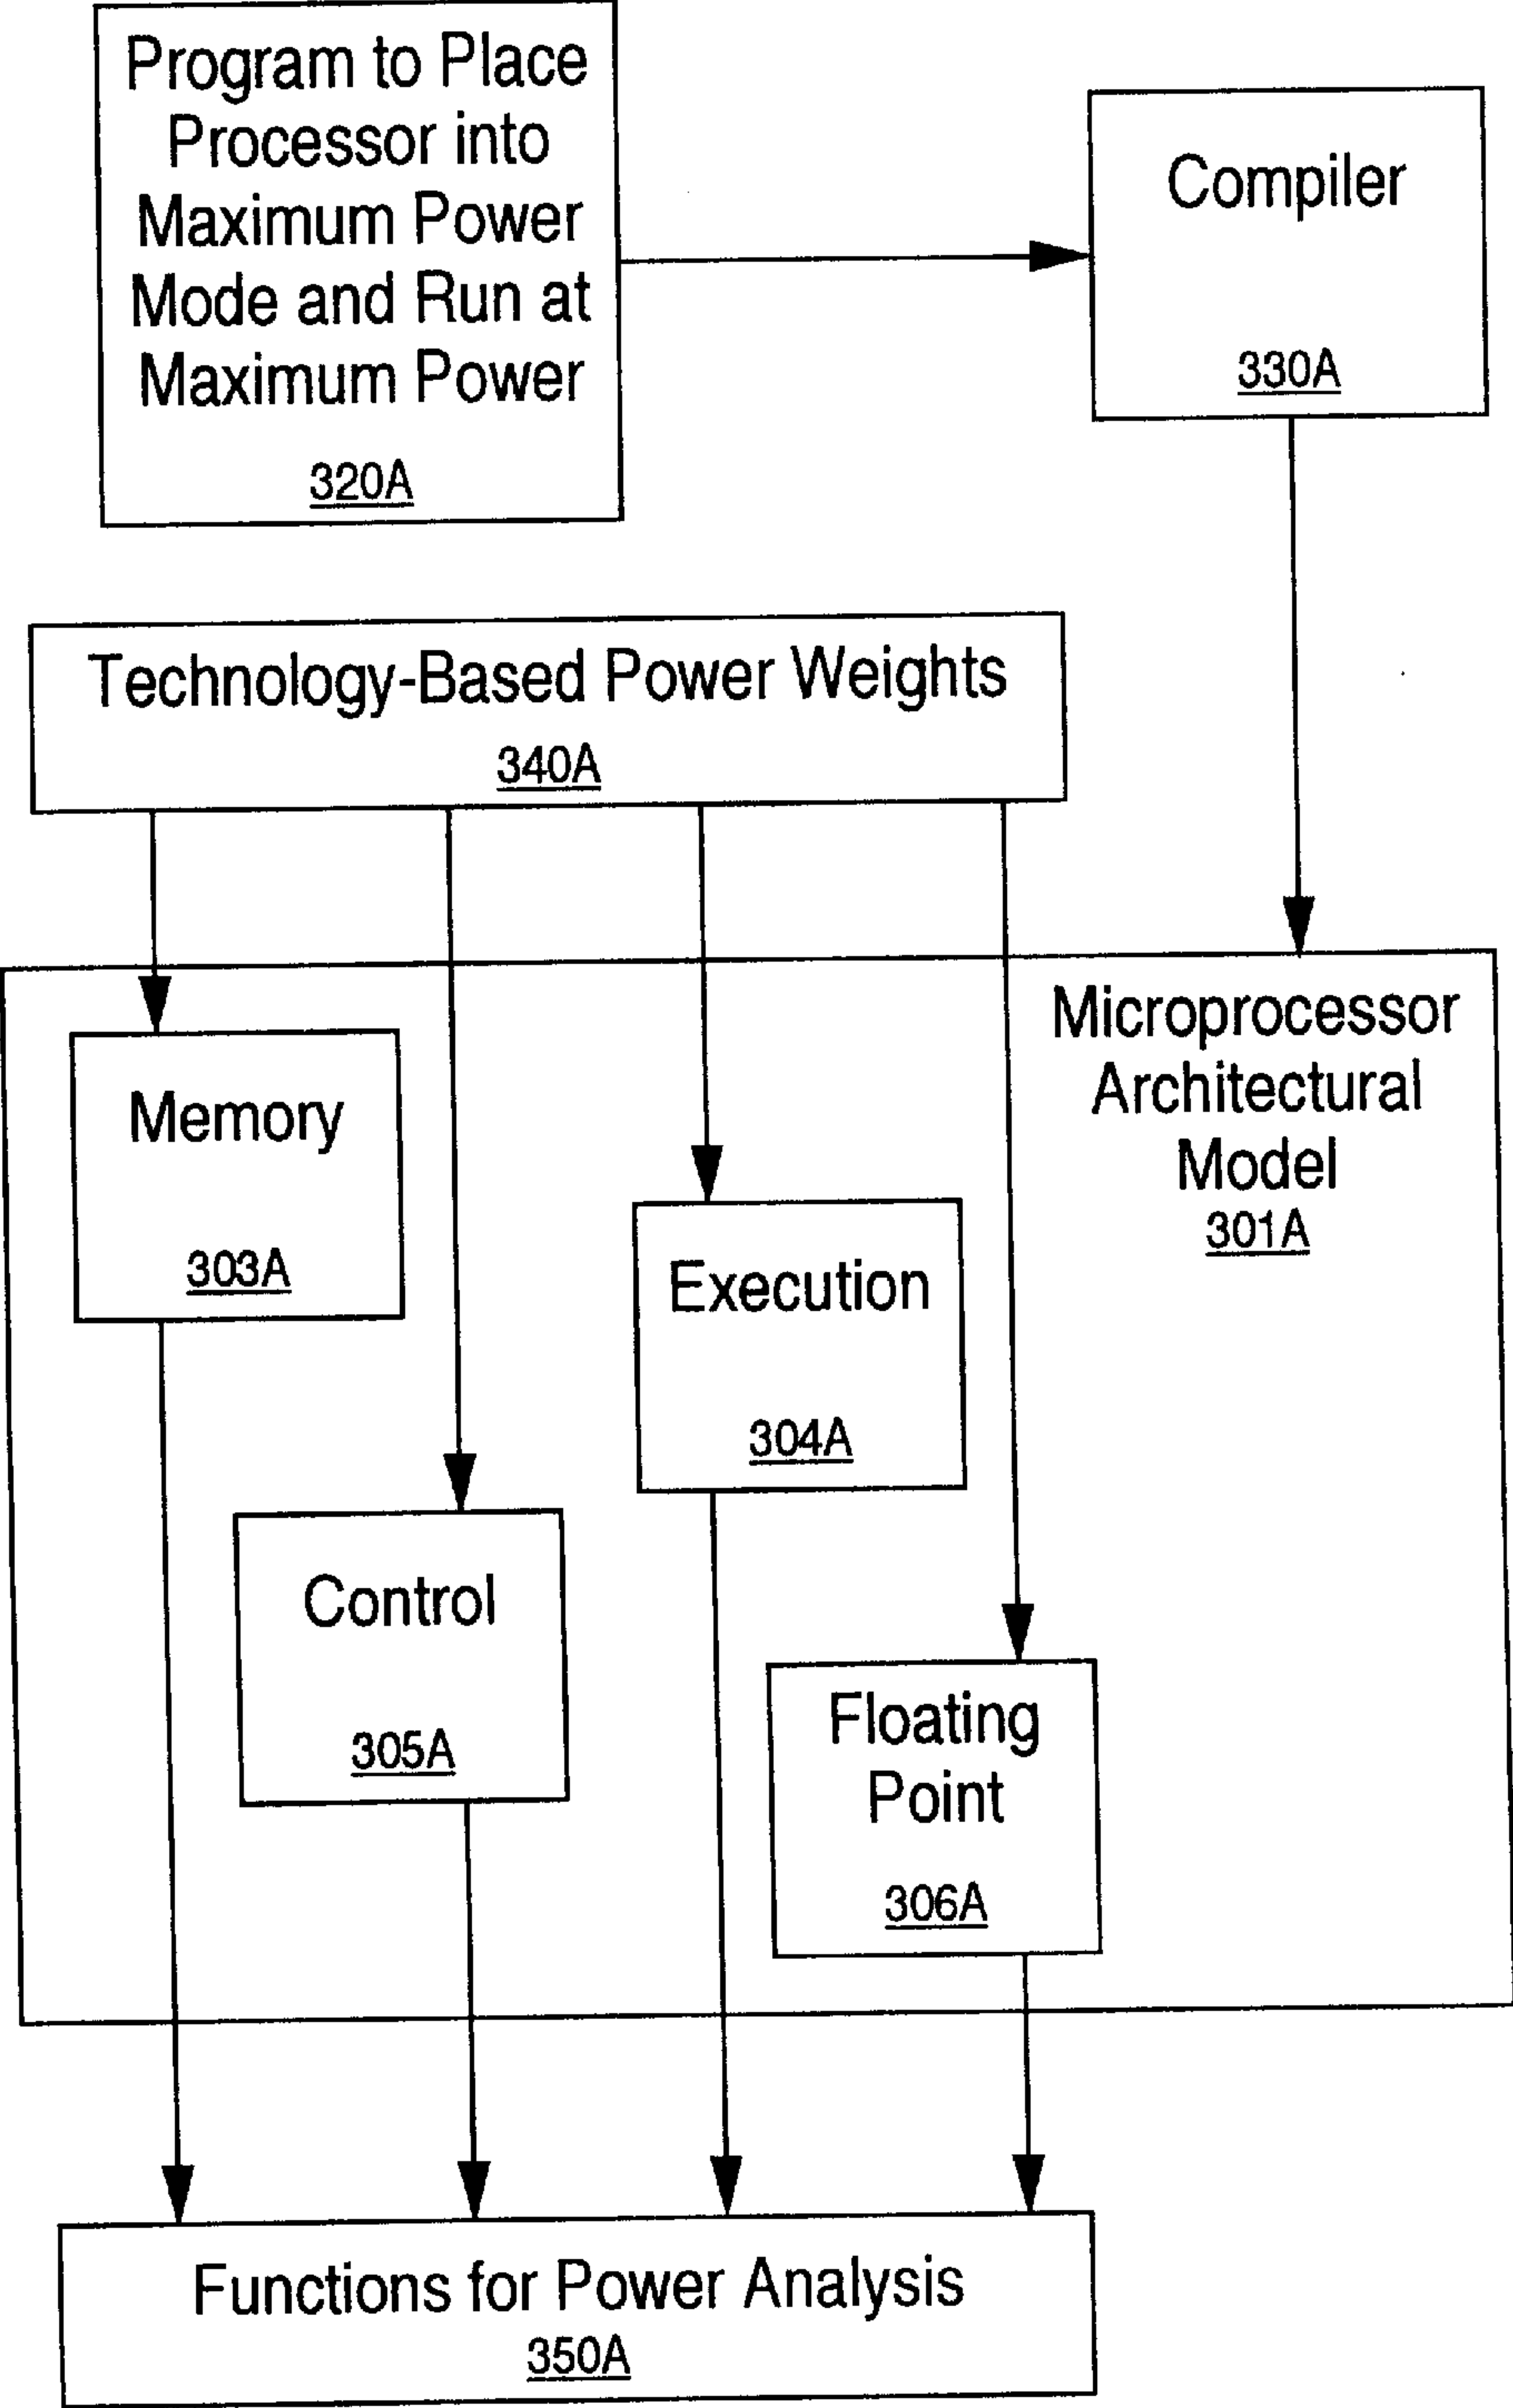 Program to Place
Processor into
Maximum Power
Mode and Run at
Maximum Power
320A
Compiler
330A
Technology-Based Power Weights
340A
Microprocessor
Architectural
Model
301A
Memory
303A
Execution
304A
Control
305A
Floating
Point
306A
Functions for Power Analysis
350A